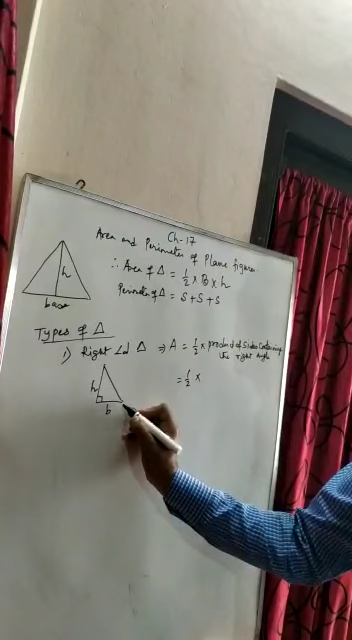 Ch-17
Area and Perimeter of Plane figures
∴ Area of Δ = 1/2 × B × h
Perimeter of Δ = S + S + S
h
base
Types of Δ
1) Right ∠d Δ ⇒ A = 1/2 × product of sides containing the right angle
= 1/2 ×
h
b